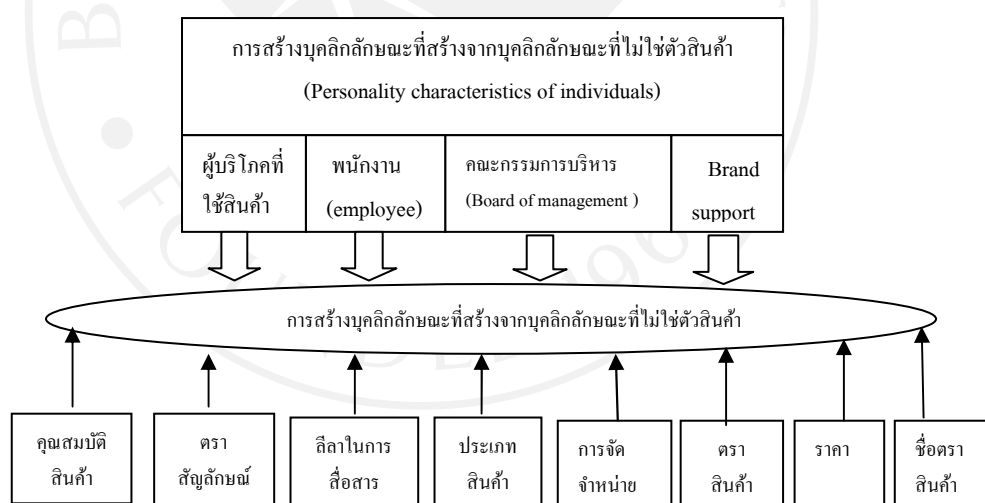 การสร้างบุคลิกลักษณะที่สร้างจากบุคลิกลักษณะที่ไม่ใช่ตัวสินค้า
(Personality characteristics of individuals)
ผู้บริโภคที่
ใช้สินค้า
พนักงาน
(employee)
คณะกรรมการบริหาร
(Board of management )
Brand
support
การสร้างบุคลิกลักษณะที่สร้างจากบุคลิกลักษณะที่ไม่ใช่ตัวสินค้า
คุณสมบัติ
สินค้า
ตรา
สัญลักษณ์
ลีลาในการ
สื่อสาร
ประเภท
สินค้า
การจัด
จำหน่าย
ตรา
สินค้า
ราคา
ชื่อตรา
สินค้า